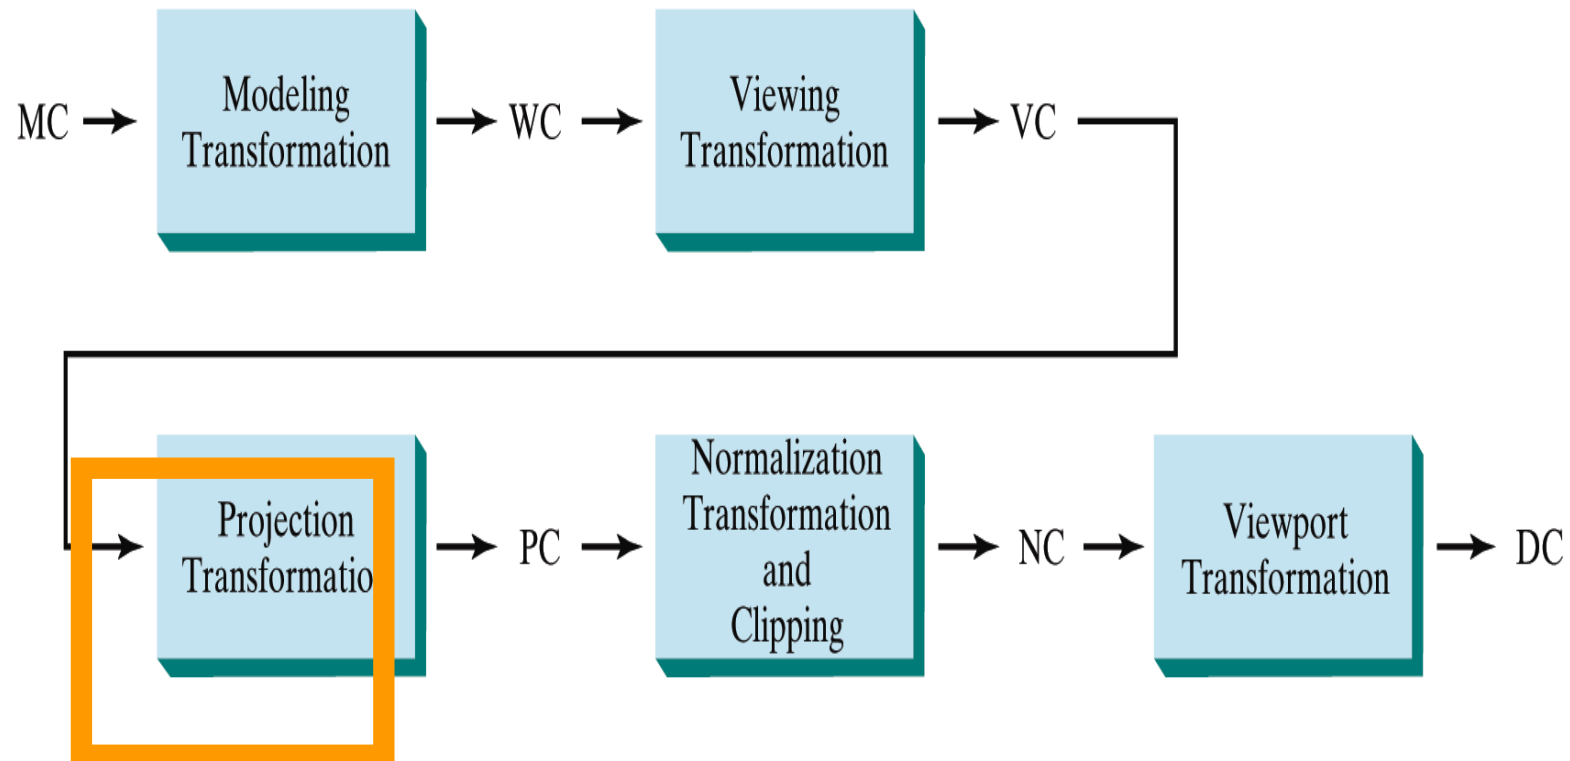 MC
Modeling
Transformation
WC
Viewing
Transformation
VC
Projection
Transformatio
PC
Normalization
Transformation
and
Clipping
NC
Viewport
Transformation
DC